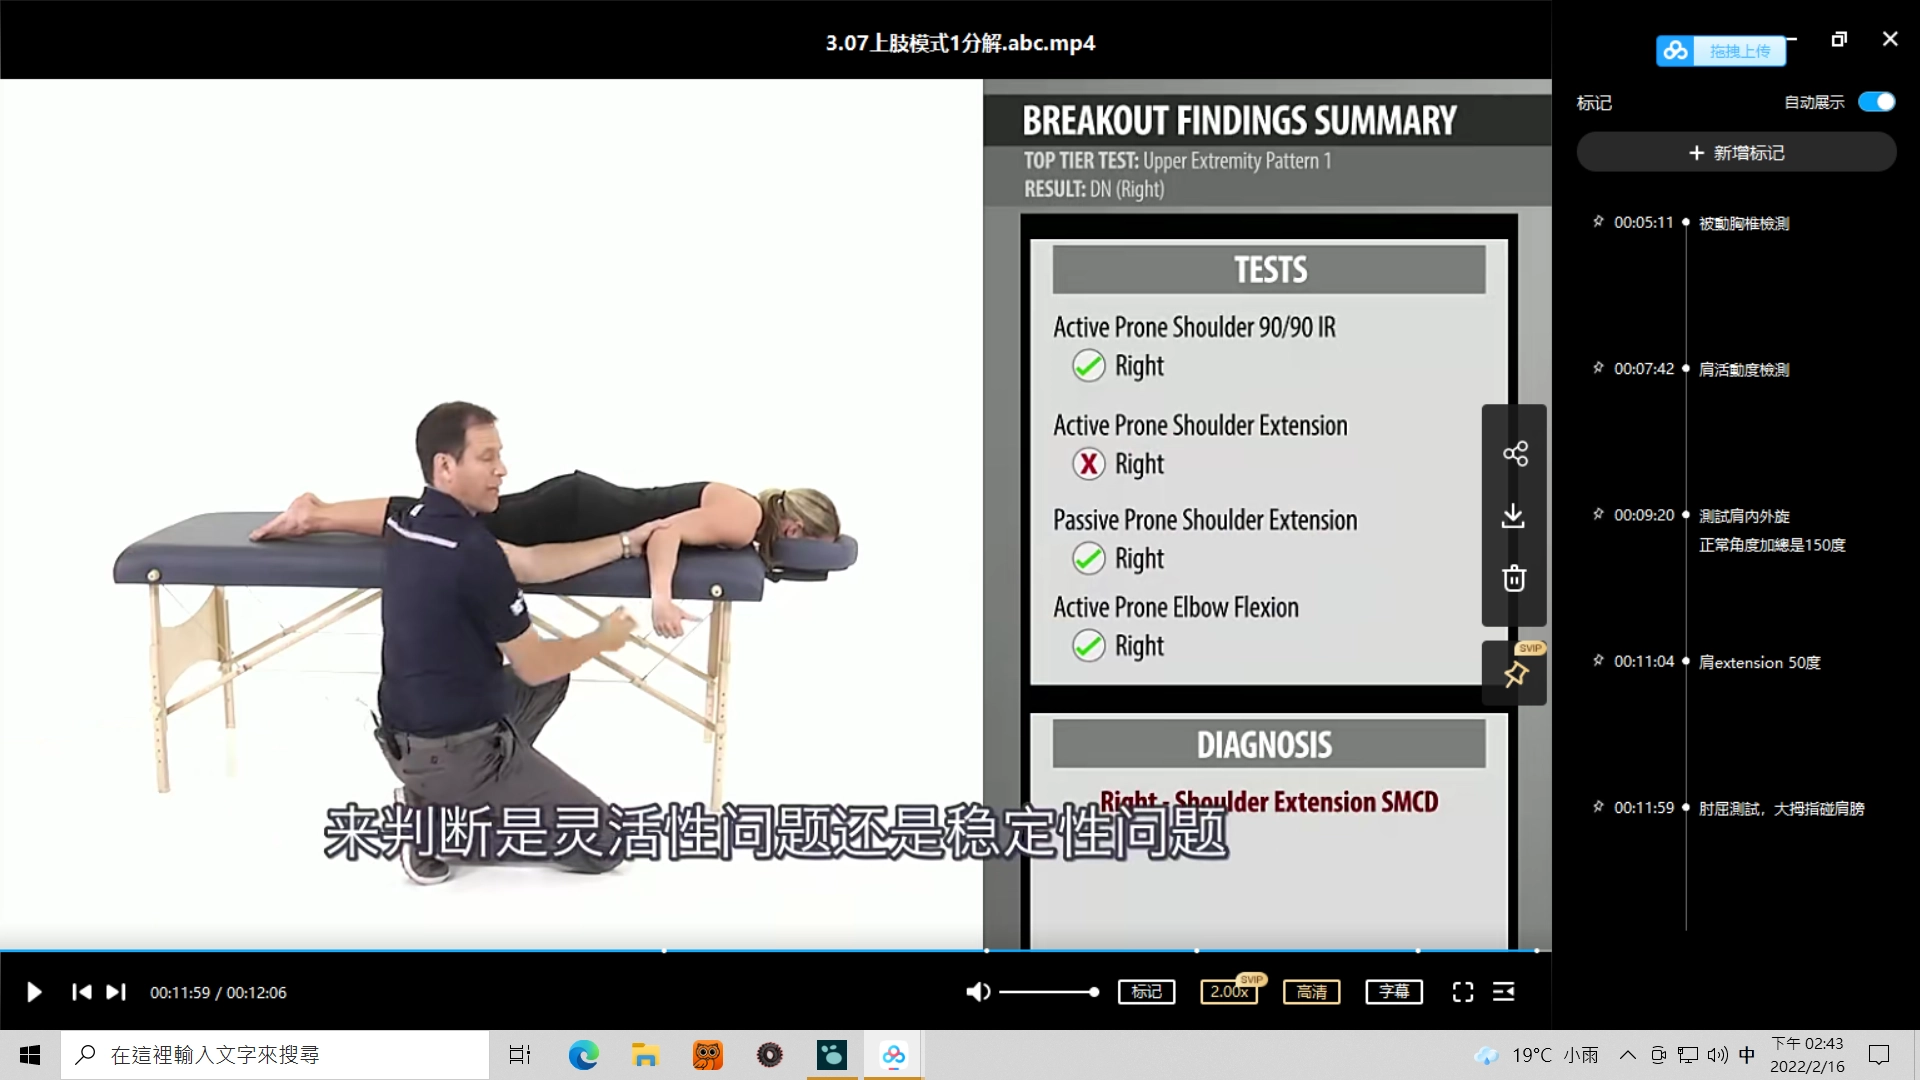 3.07上肢模式1分解.abc.mp4
拖拽上传
标记
自动展示
+ 新增标记
BREAKOUT FINDINGS SUMMARY
TOP TIER TEST: Upper Extremity Pattern 1
RESULT: DN (Right)
TESTS
Active Prone Shoulder 90/90 IR
Right
Active Prone Shoulder Extension
X Right
Passive Prone Shoulder Extension
Right
Active Prone Elbow Flexion
Right
DIAGNOSIS
Right - Shoulder Extension SMCD
来判断是灵活性问题还是稳定性问题
SVIP
00:05:11 被動胸椎檢測
00:07:42 肩活動度檢測
00:09:20 測試肩內外旋
正常角度加總是150度
00:11:04 肩extension 50度
00:11:59 肘屈測試，大拇指碰肩膀
00:11:59 / 00:12:06
标记
2.00x
SVIP
高清
字幕
在這裡輸入文字來搜尋
19°C 小雨
中
下午 02:43
2022/2/16